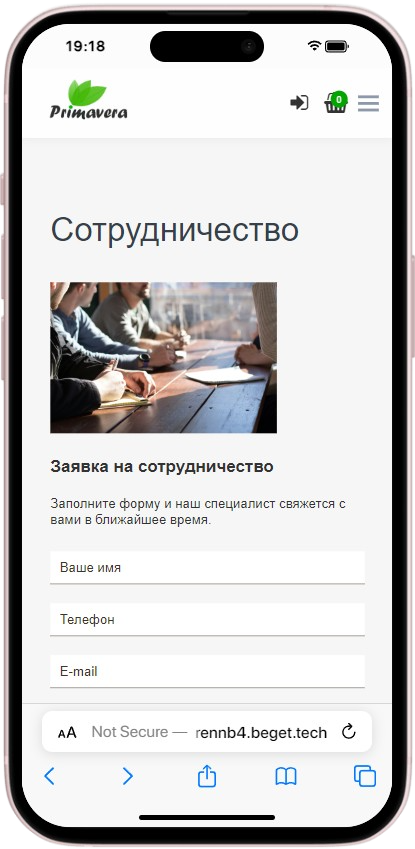 19:18
Primavera
0
Сотрудничество
Заявка на сотрудничество
Заполните форму и наш специалист свяжется с
вами в ближайшее время.
Ваше имя
Телефон
E-mail
AA Not Secure — rennb4.beget.tech